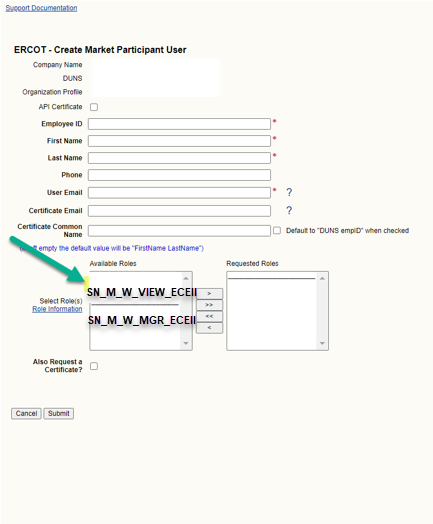 Support Documentation
ERCOT - Create Market Participant User
Company Name
DUNS
Organization Profile
API Certificate
Employee ID *
First Name *
Last Name *
Phone
User Email * ?
Certificate Email ?
Certificate Common Name Default to "DUNS empID" when checked
left empty the default value will be "FirstName LastName")
Available Roles Requested Roles
SN_M_W_VIEW_ECEII >
Select Role(s) >>
Role Information <<
SN_M_W_MGR_ECEII <
Also Request a
Certificate?
Cancel Submit